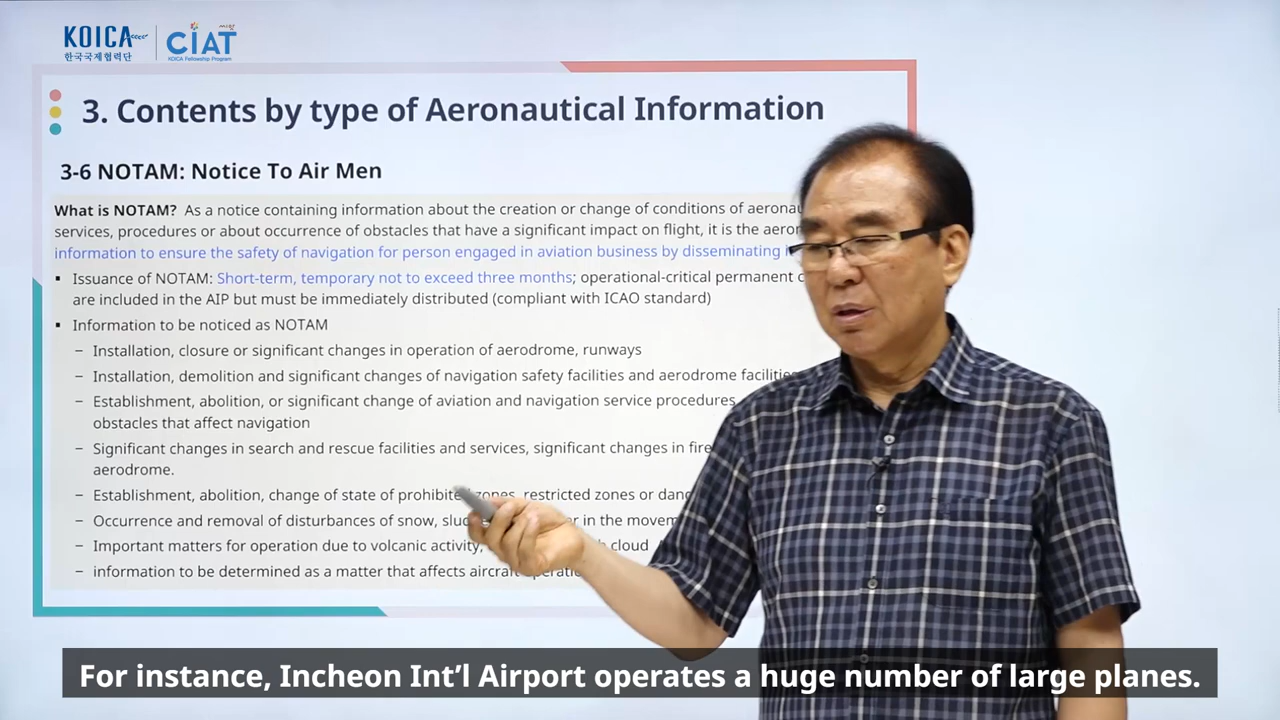 KOICA
한국국제협력단
CIAT
KOICA Fellowship Program
3. Contents by type of Aeronautical Information
3-6 NOTAM: Notice To Air Men
What is NOTAM? As a notice containing information about the creation or change of conditions of
services, procedures or about occurrence of obstacles that have a significant impact on flight, it is the
information to ensure the safety of navigation for person engaged in aviation business by disseminating
▪ Issuance of NOTAM: Short-term, temporary not to exceed three months; operational-critical permanent
are included in the AIP but must be immediately distributed (compliant with ICAO standard)
▪ Information to be noticed as NOTAM
− Installation, closure or significant changes in operation of aerodrome, runways
− Installation, demolition and significant changes of navigation safety facilities and aerodrome
− Establishment, abolition, or significant change of aviation and navigation service procedures
obstacles that affect navigation
− Significant changes in search and rescue facilities and services, significant changes in
aerodrome.
− Establishment, abolition, change of state of prohibited zones, restricted zones or
− Occurrence and removal of disturbances of snow, in the
− Important matters for operation due to volcanic activity, cloud
− information to be determined as a matter that affects aircraft
For instance, Incheon Int'l Airport operates a huge number of large planes.